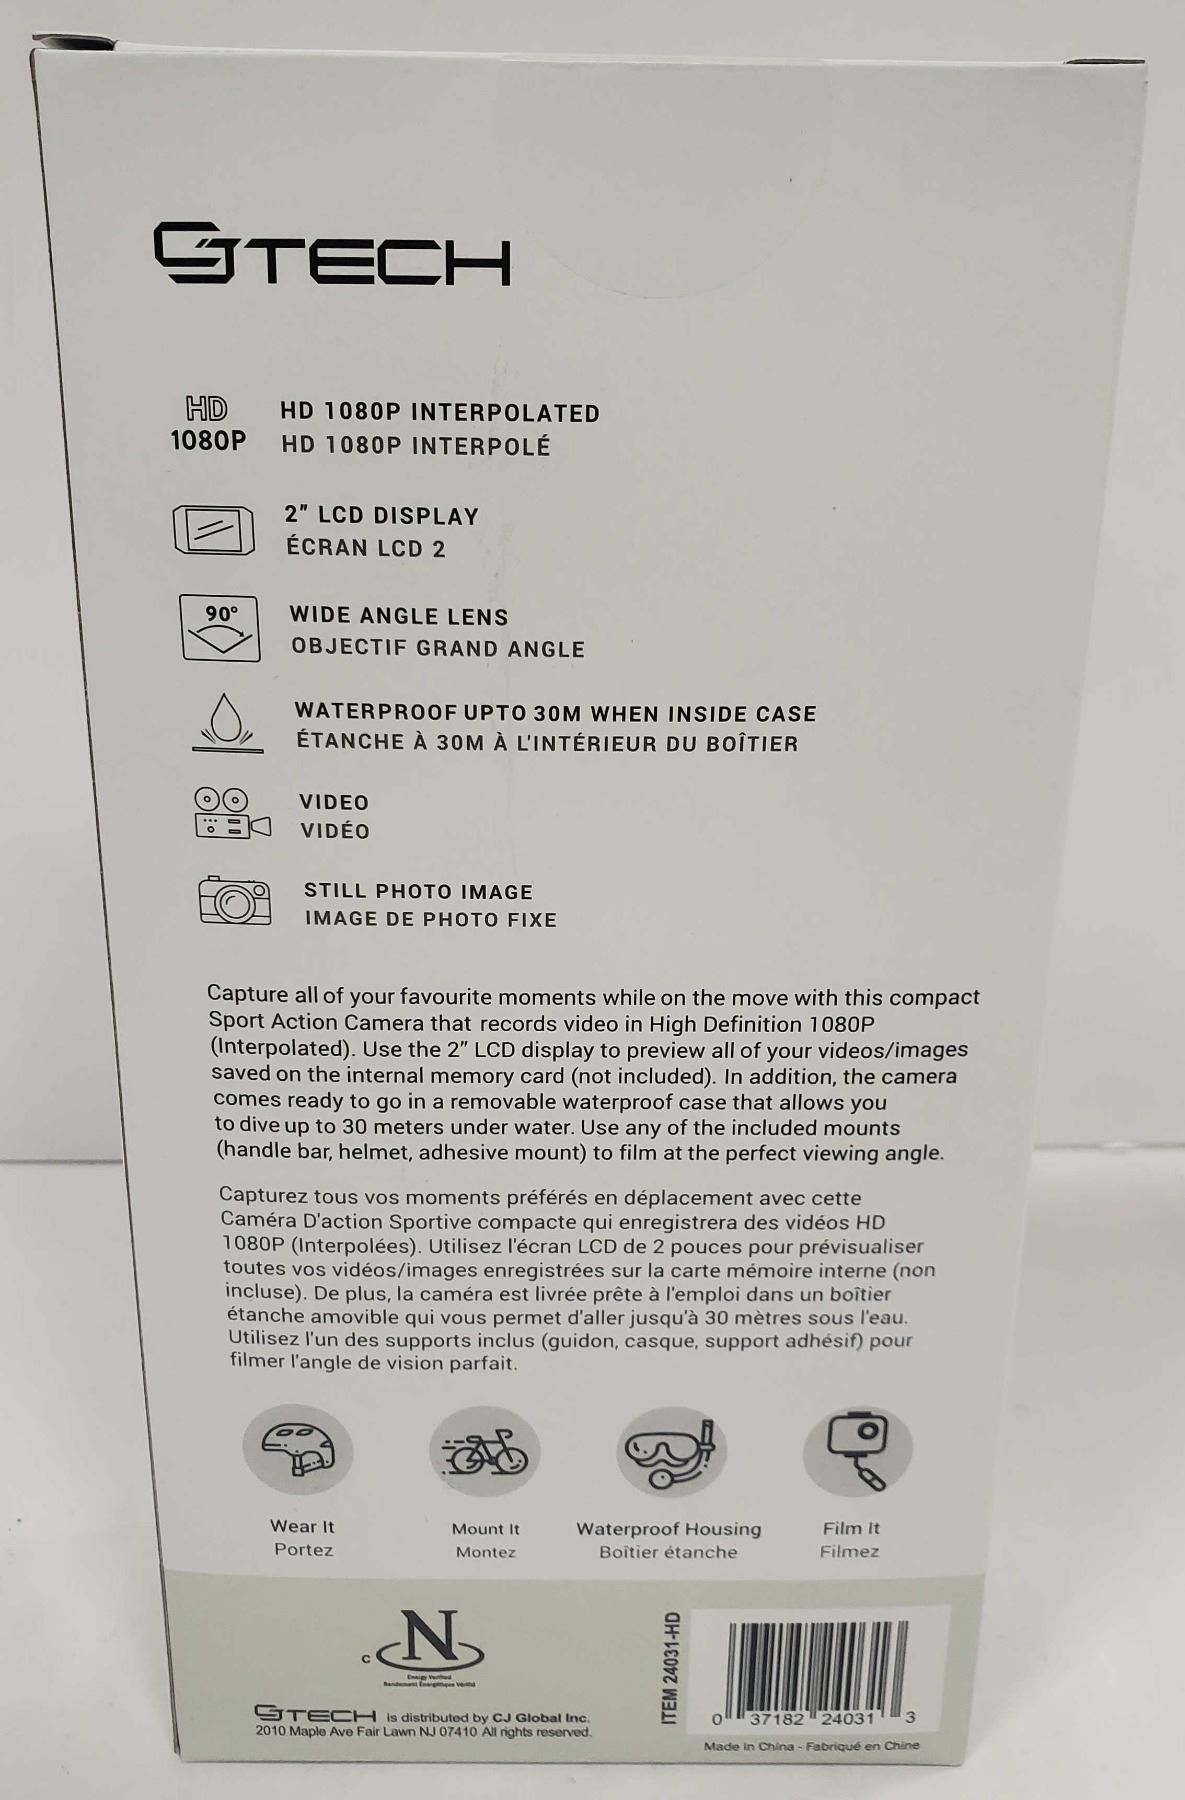 CJTECH
HD
1080P
HD 1080P INTERPOLATED
HD 1080P INTERPOLÉ
2" LCD DISPLAY
ÉCRAN LCD 2
90°
WIDE ANGLE LENS
OBJECTIF GRAND ANGLE
WATERPROOF UPTO 30M WHEN INSIDE CASE
ÉTANCHE À 30M À L'INTÉRIEUR DU BOÎTIER
VIDEO
VIDÉO
STILL PHOTO IMAGE
IMAGE DE PHOTO FIXE
Capture all of your favourite moments while on the move with this compact
Sport Action Camera that records video in High Definition 1080P
(Interpolated). Use the 2" LCD display to preview all of your videos/images
saved on the internal memory card (not included). In addition, the camera
comes ready to go in a removable waterproof case that allows you
to dive up to 30 meters under water. Use any of the included mounts
(handle bar, helmet, adhesive mount) to film at the perfect viewing angle.
Capturez tous vos moments préférés en déplacement avec cette
Caméra D'action Sportive compacte qui enregistrera des vidéos HD
1080P (Interpolées). Utilisez l'écran LCD de 2 pouces pour prévisualiser
toutes vos vidéos/images enregistrées sur la carte mémoire interne (non
incluse). De plus, la caméra est livrée prête à l'emploi dans un boîtier
étanche amovible qui vous permet d'aller jusqu'à 30 mètres sous l'eau.
Utilisez l'un des supports inclus (guidon, casque, support adhésif) pour
filmer l'angle de vision parfait.
Wear It
Portez
Mount It
Montez
Waterproof Housing
Boîtier étanche
Film It
Filmez
C N
Energy Verified
Rendement Énergétique Vérifié
CJTECH is distributed by CJ Global Inc.
2010 Maple Ave Fair Lawn NJ 07410 All rights reserved.
ITEM 24031-HD
0 37182 24031 3
Made in China - Fabriqué en Chine